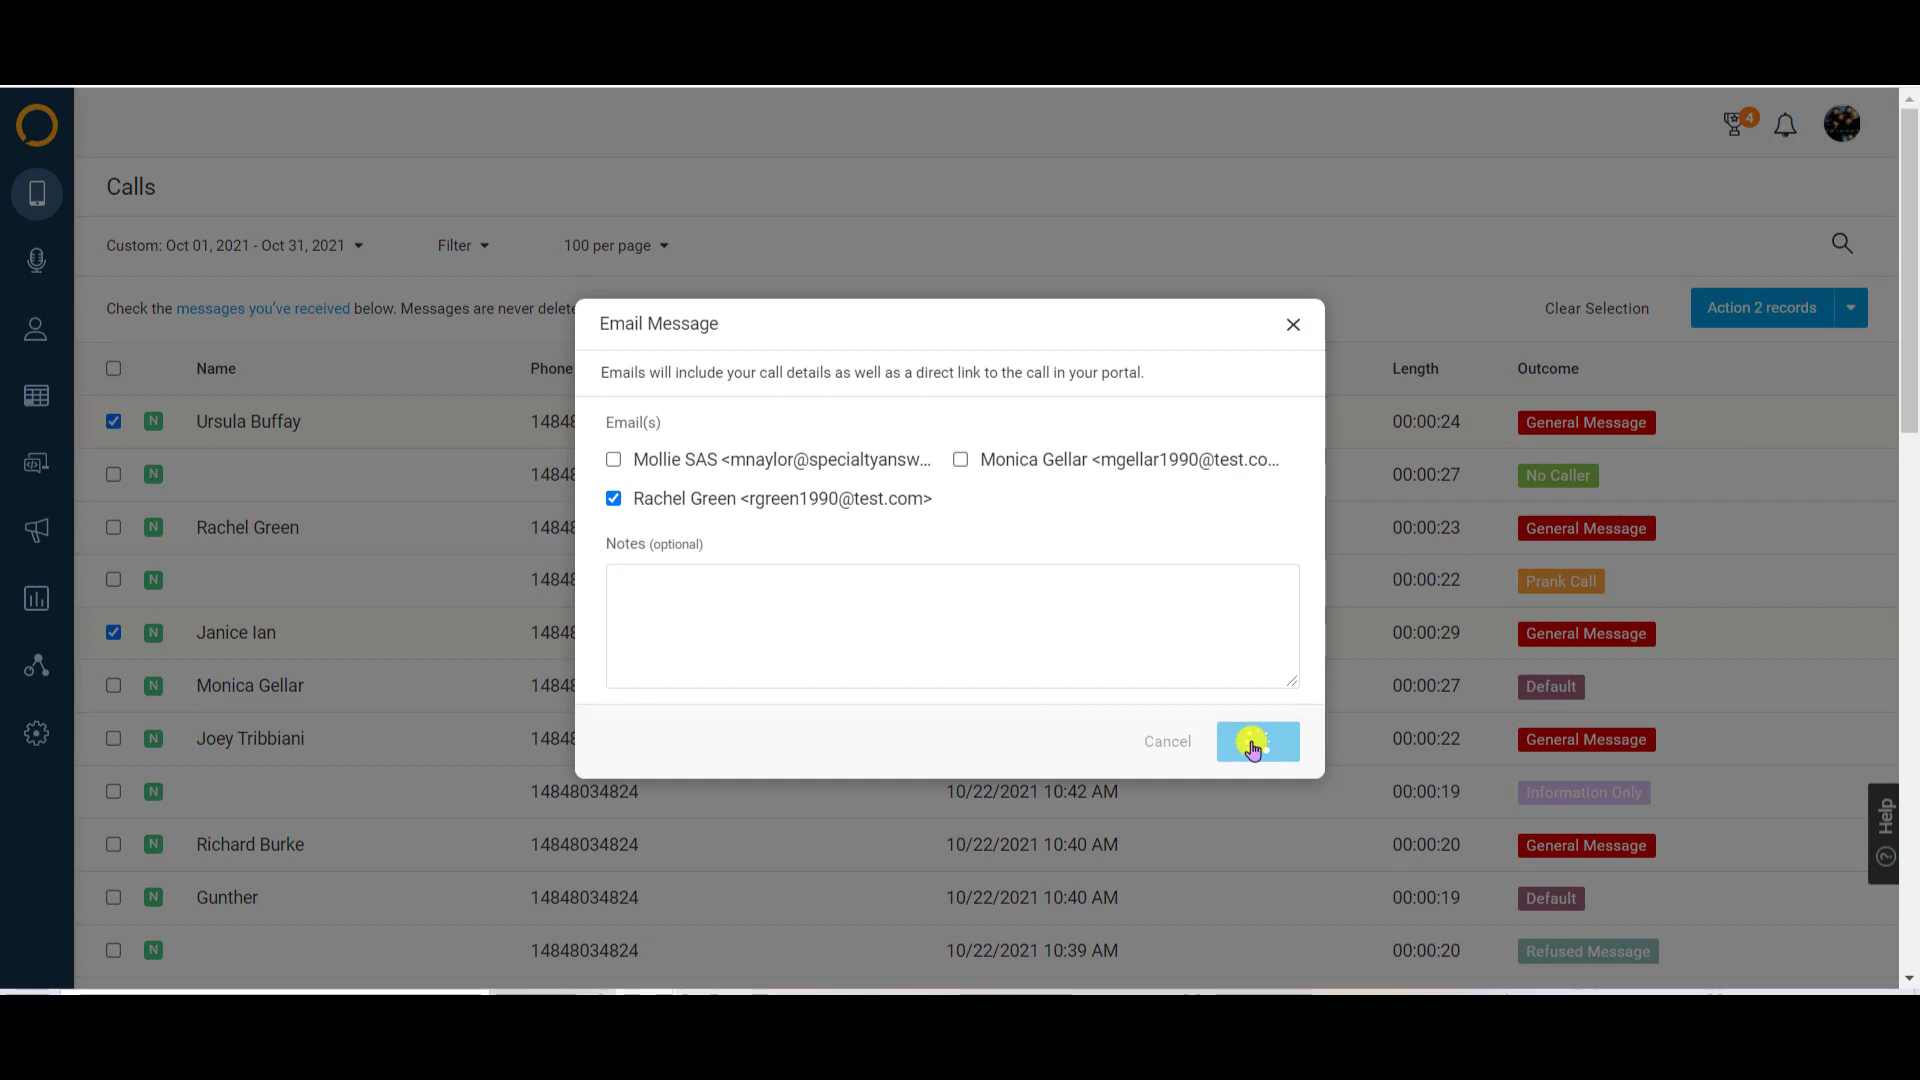 4
Calls
Custom: Oct 01, 2021 - Oct 31, 2021 Filter 100 per page
Check the messages you've received below. Messages are never delete
Clear Selection Action 2 records
Name Phone Length Outcome
N Ursula Buffay 14848 00:00:24 General Message
N 14848 00:00:27 No Caller
N Rachel Green 14848 00:00:23 General Message
N 14848 00:00:22 Prank Call
N Janice Ian 14848 00:00:29 General Message
N Monica Gellar 14848 00:00:27 Default
N Joey Tribbiani 14848 00:00:22 General Message
N 14848034824 10/22/2021 10:42 AM 00:00:19 Information Only
N Richard Burke 14848034824 10/22/2021 10:40 AM 00:00:20 General Message
N Gunther 14848034824 10/22/2021 10:40 AM 00:00:19 Default
N 14848034824 10/22/2021 10:39 AM 00:00:20 Refused Message
Email Message
Emails will include your call details as well as a direct link to the call in your portal.
Email(s)
Mollie SAS <mnaylor@specialtyansw... Monica Gellar <mgellar1990@test.co...
Rachel Green <rgreen1990@test.com>
Notes (optional)
Cancel
Help